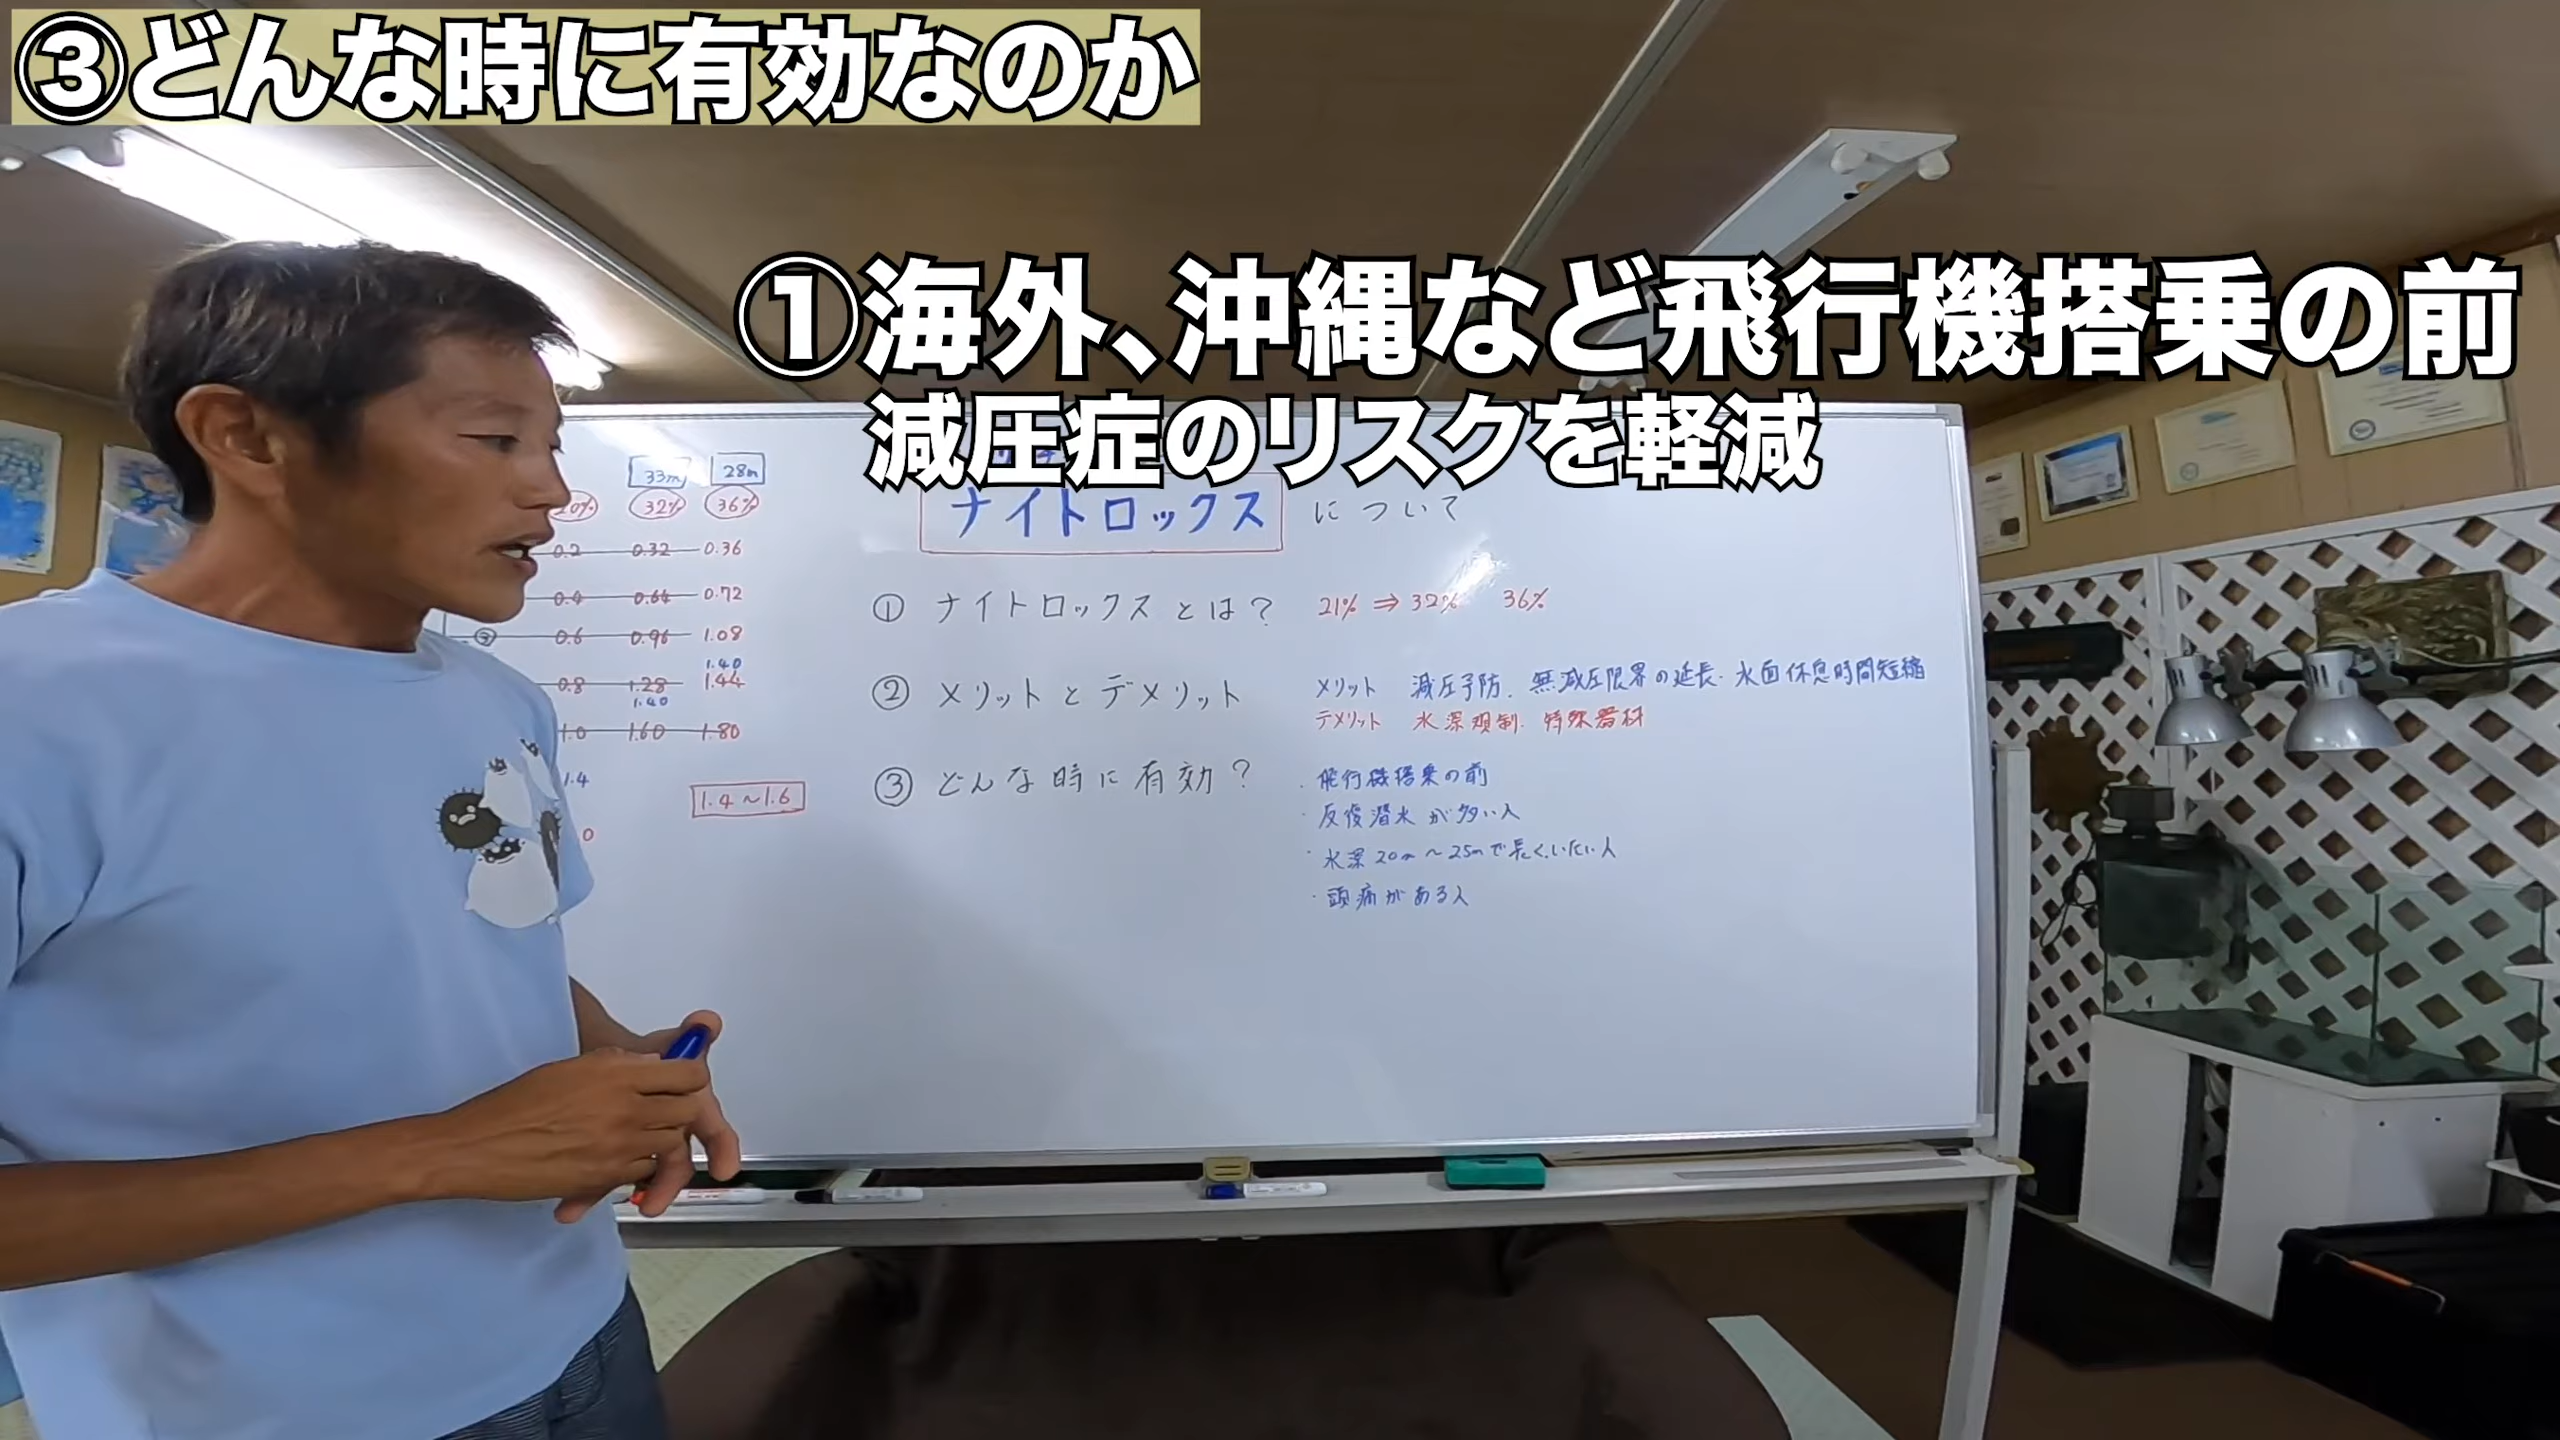 ③どんな時に有効なのか
①海外、沖縄など飛行機搭乗の前
減圧症のリスクを軽減
33m 28m
20% 32% 36%
0.2 0.32 0.36
0.4 0.64 0.72
③ 0.6 0.96 1.08
1.40
0.8 1.28 1.44
1.40
1.0 1.60 1.80
1.4
1.4～1.6
ナイトロックス について
① ナイトロックスとは? 21% ⇒ 32% 36%
② メリットとデメリット
メリット 減圧予防. 無減圧限界の延長. 水面休息時間短縮
デメリット 水深規制. 特殊器材
③ どんな時に有効?
・飛行機搭乗の前
・反復潜水が多い人
・水深20m～25mで長くいたい人
・頭痛がある人